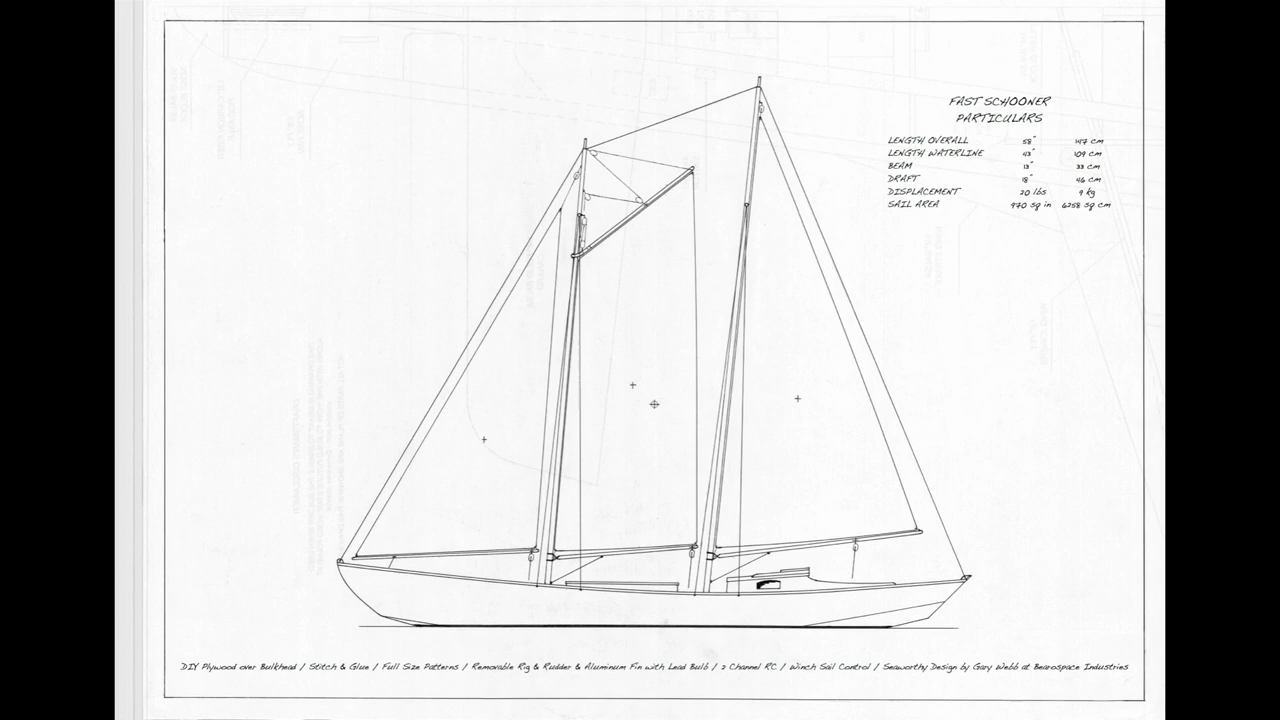 FAST SCHOONER
PARTICULARS
LENGTH OVERALL 58" 147 cm
LENGTH WATERLINE 43" 109 cm
BEAM 13" 33 cm
DRAFT 18" 46 cm
DISPLACEMENT 20 lbs 9 kg
SAIL AREA 970 sq in 6258 sq cm
DIY Plywood over Bulkhead / Stitch & Glue / Full Size Patterns / Removable Rig & Rudder & Aluminum Fin with Lead Bulb / 2 Channel RC / Winch Sail Control / Seaworthy Design by Gary Webb at Bearospace Industries